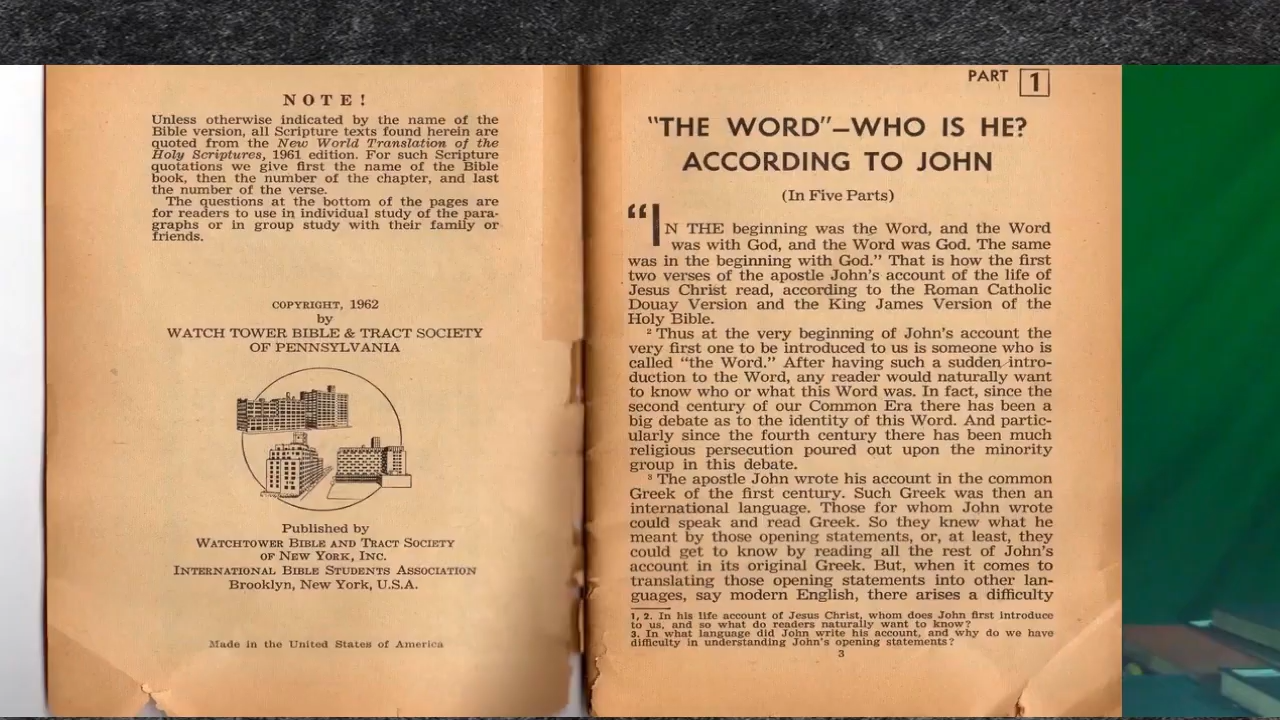 NOTE!
Unless otherwise indicated by the name of the
Bible version, all Scripture texts found herein are
quoted from the New World Translation of the
Holy Scriptures, 1961 edition. For such Scripture
quotations we give first the name of the Bible
book, then the number of the chapter, and last
the number of the verse.
The questions at the bottom of the pages are
for readers to use in individual study of the para-
graphs or in group study with their family or
friends.
COPYRIGHT, 1962
by
WATCH TOWER BIBLE & TRACT SOCIETY
OF PENNSYLVANIA
Published by
WATCHTOWER BIBLE AND TRACT SOCIETY
OF NEW YORK, INC.
INTERNATIONAL BIBLE STUDENTS ASSOCIATION
Brooklyn, New York, U.S.A.
Made in the United States of America
PART 1
"THE WORD"—WHO IS HE?
ACCORDING TO JOHN
(In Five Parts)
"IN THE beginning was the Word, and the Word
was with God, and the Word was God. The same
was in the beginning with God." That is how the first
two verses of the apostle John's account of the life of
Jesus Christ read, according to the Roman Catholic
Douay Version and the King James Version of the
Holy Bible.
2 Thus at the very beginning of John's account the
very first one to be introduced to us is someone who is
called "the Word." After having such a sudden intro-
duction to the Word, any reader would naturally want
to know who or what this Word was. In fact, since the
second century of our Common Era there has been a
big debate as to the identity of this Word. And partic-
ularly since the fourth century there has been much
religious persecution poured out upon the minority
group in this debate.
3 The apostle John wrote his account in the common
Greek of the first century. Such Greek was then an
international language. Those for whom John wrote
could speak and read Greek. So they knew what he
meant by those opening statements, or, at least, they
could get to know by reading all the rest of John's
account in its original Greek. But, when it comes to
translating those opening statements into other lan-
guages, say modern English, there arises a difficulty
1, 2. In his life account of Jesus Christ, whom does John first introduce
to us, and so what do readers naturally want to know?
3. In what language did John write his account, and why do we have
difficulty in understanding John's opening statements?
3